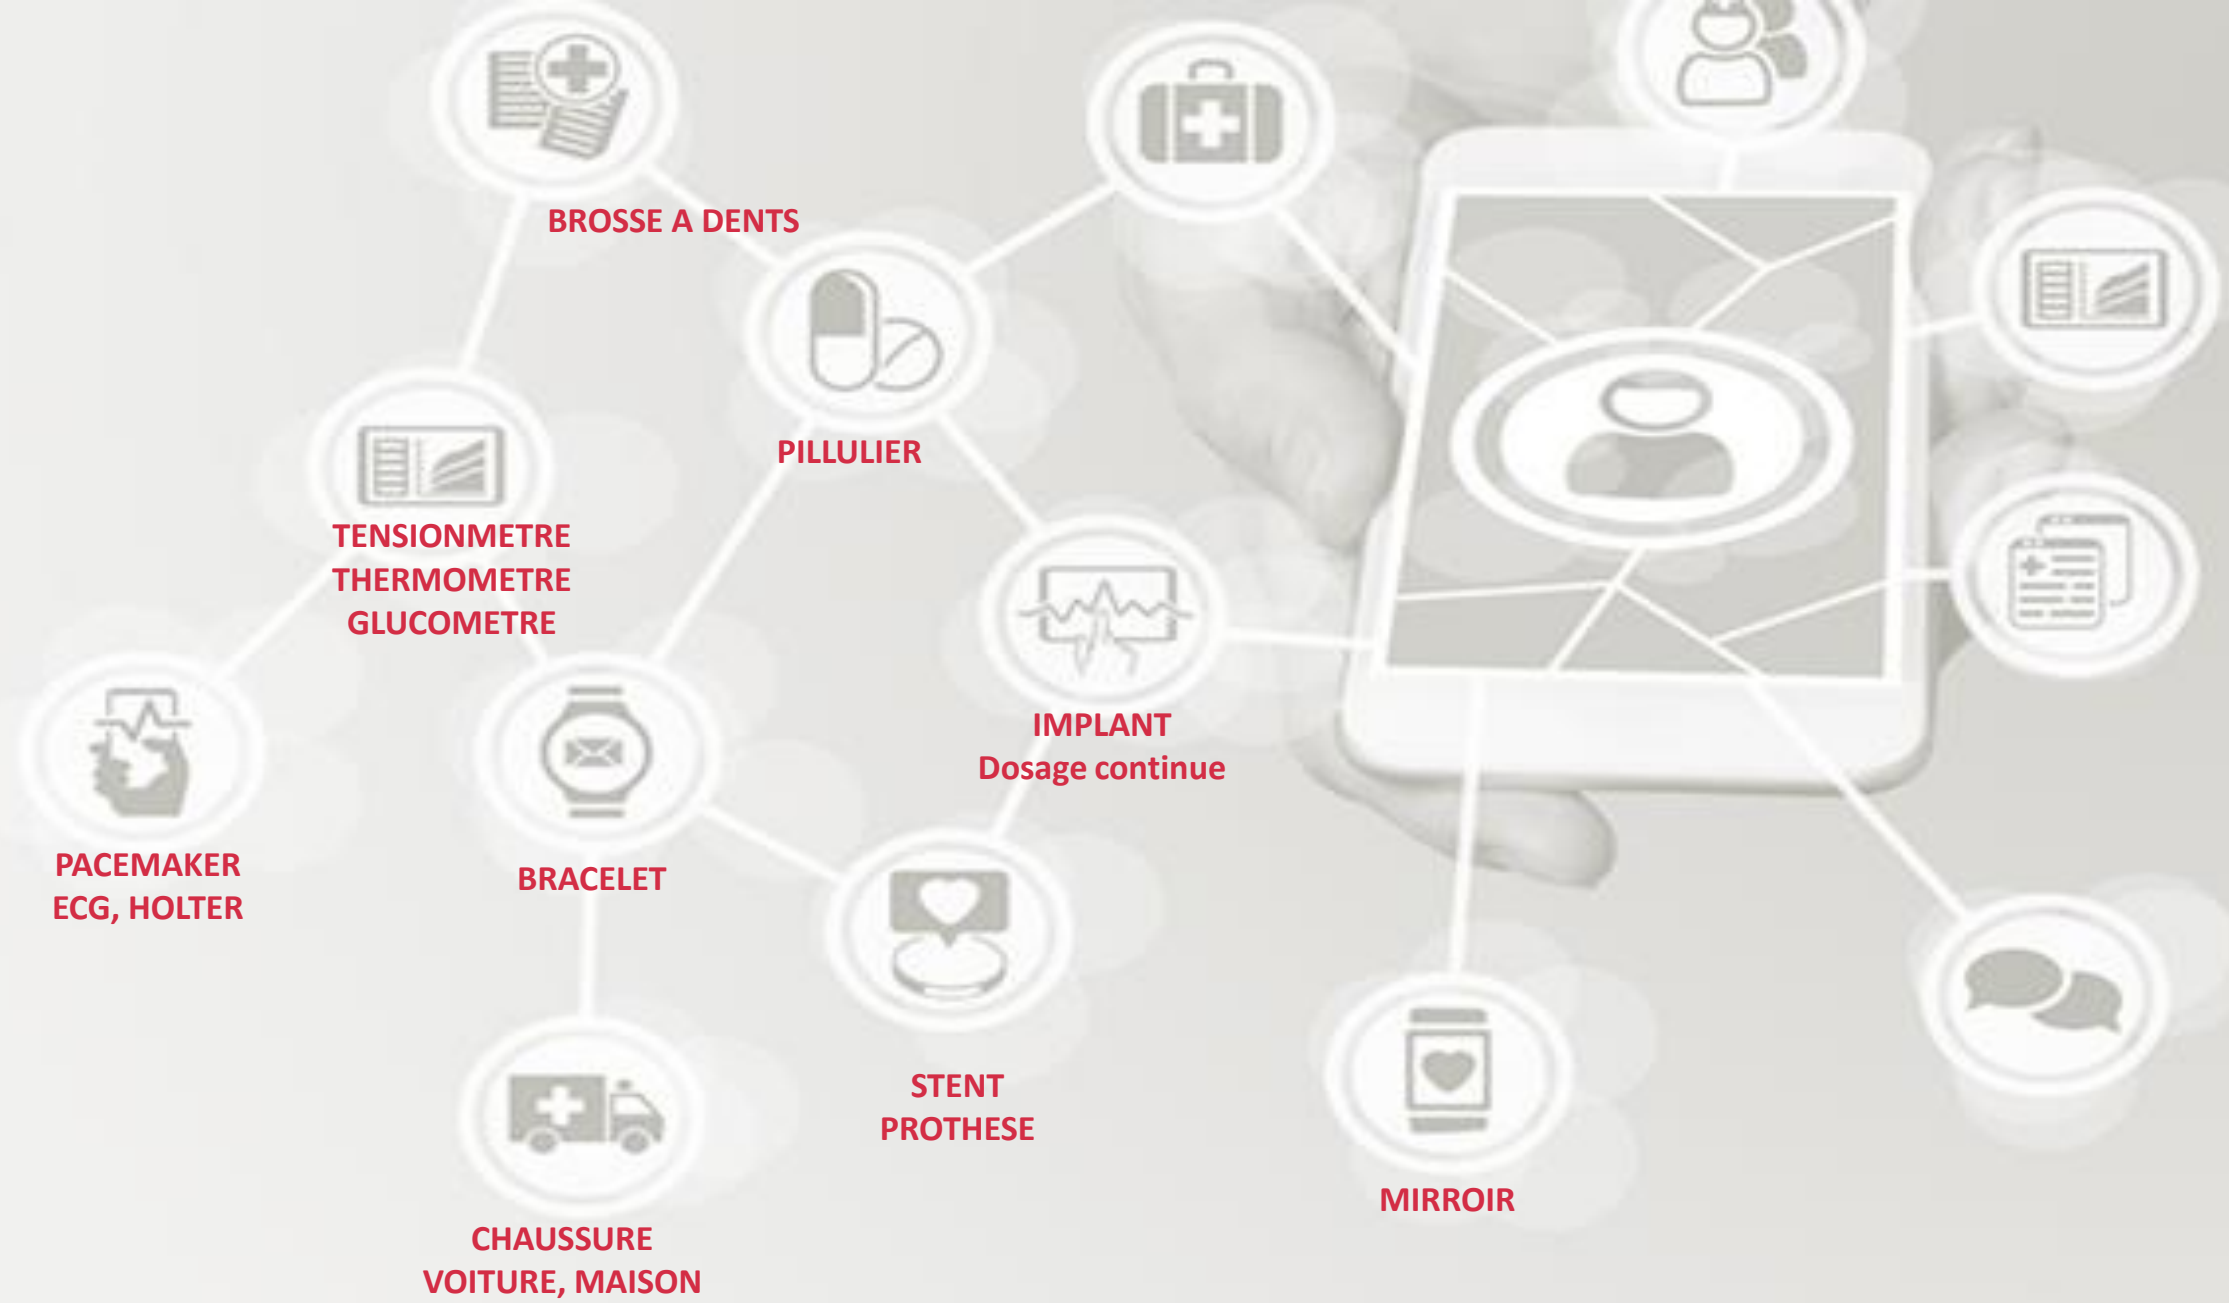 BROSSE A DENTS
PILLULIER
TENSIONMETRE
THERMOMETRE
GLUCOMETRE
IMPLANT
Dosage continue
PACEMAKER
ECG, HOLTER
BRACELET
STENT
PROTHESE
MIRROIR
CHAUSSURE
VOITURE, MAISON